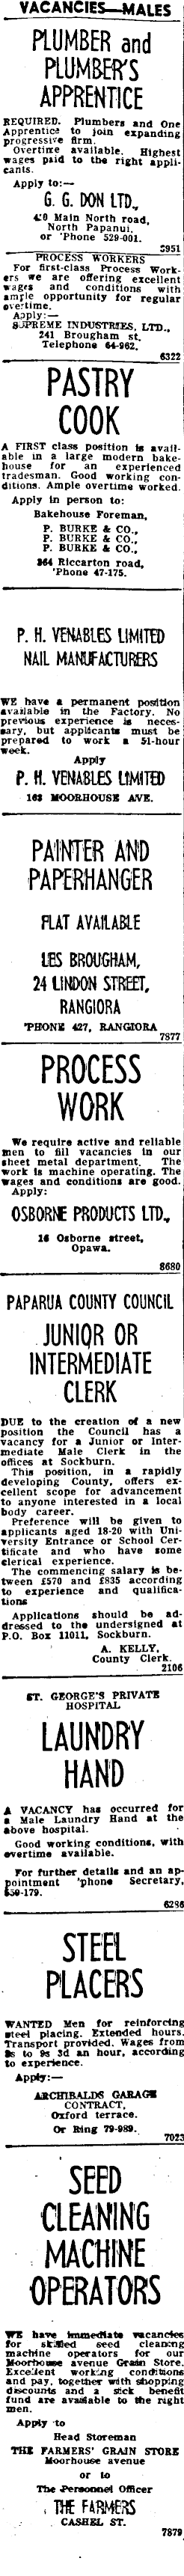 VACANCIES—MALES
PLUMBER and
PLUMBER'S
APPRENTICE
REQUIRED. Plumbers and One
Apprentice to join expanding
progressive firm.
Overtime available. Highest
wages paid to the right appli-
cants.
Apply to:—
G. G. DON LTD.,
Main North road,
North Papanui,
or 'Phone 529-001.
5951
PROCESS WORKERS
For first-class Process Work-
ers we are offering excellent
wages and conditions with
ample opportunity for regular
overtime.
Apply:—
SUPREME INDUSTRIES, LTD.,
241 Brougham st.
Telephone 64-962.
6322
PASTRY
COOK
A FIRST class position is avail-
able in a large modern bake-
house for an experienced
tradesman. Good working con-
ditions. Ample overtime worked.
Apply in person to:
Bakehouse Foreman,
P. BURKE & CO.,
P. BURKE & CO.,
P. BURKE & CO.,
364 Riccarton road,
'Phone 47-175.
P. H. VENABLES LIMITED
NAIL MANUFACTURERS
WE have a permanent position
available in the Factory. No
previous experience is neces-
sary, but applicants must be
prepared to work a 51-hour
week.
Apply
P. H. VENABLES LIMITED
163 MOORHOUSE AVE.
PAINTER AND
PAPERHANGER
FLAT AVAILABLE
LES BROUGHAM,
24 LINDON STREET,
RANGIORA
'PHONE 427, RANGIORA
7877
PROCESS
WORK
We require active and reliable
men to fill vacancies in our
sheet metal department. The
work is machine operating. The
wages and conditions are good.
Apply:
OSBORNE PRODUCTS LTD.,
16 Osborne street,
Opawa.
8680
PAPARUA COUNTY COUNCIL
JUNIOR OR
INTERMEDIATE
CLERK
DUE to the creation of a new
position the Council has a
vacancy for a Junior or Inter-
mediate Male Clerk in the
offices at Sockburn.
This position, in a rapidly
developing County, offers ex-
cellent scope for advancement
to anyone interested in a local
body career.
Preference will be given to
applicants aged 18-20 with Uni-
versity Entrance or School Cer-
tificate and who have some
clerical experience.
The commencing salary is be-
tween £570 and £835 according
to experience and qualifica-
tions
Applications should be ad-
dressed to the undersigned at
P.O. Box 11011, Sockburn.
A. KELLY,
County Clerk.
2106
ST. GEORGE'S PRIVATE
HOSPITAL
LAUNDRY
HAND
A VACANCY has occurred for
a Male Laundry Hand at the
above hospital.
Good working conditions, with
overtime available.
For further details and an ap-
pointment 'phone Secretary,
59-179.
6286
STEEL
PLACERS
WANTED Men for reinforcing
steel placing. Extended hours.
Transport provided. Wages from
to 9s 3d an hour, according
to experience.
Apply:—
ARCHIBALDS GARAGE
CONTRACT,
Oxford terrace.
Or Ring 79-989.
7023
SEED
CLEANING
MACHINE
OPERATORS
WE have immediate vacancies
for skilled seed cleaning
machine operators for our
Moorhouse avenue Grain Store.
Excellent working conditions
and pay, together with shopping
discounts and a sick benefit
fund are available to the right
men.
Apply to
Head Storeman
THE FARMERS' GRAIN STORE
Moorhouse avenue
or to
The Personnel Officer
THE FARMERS
CASHEL ST.
7879